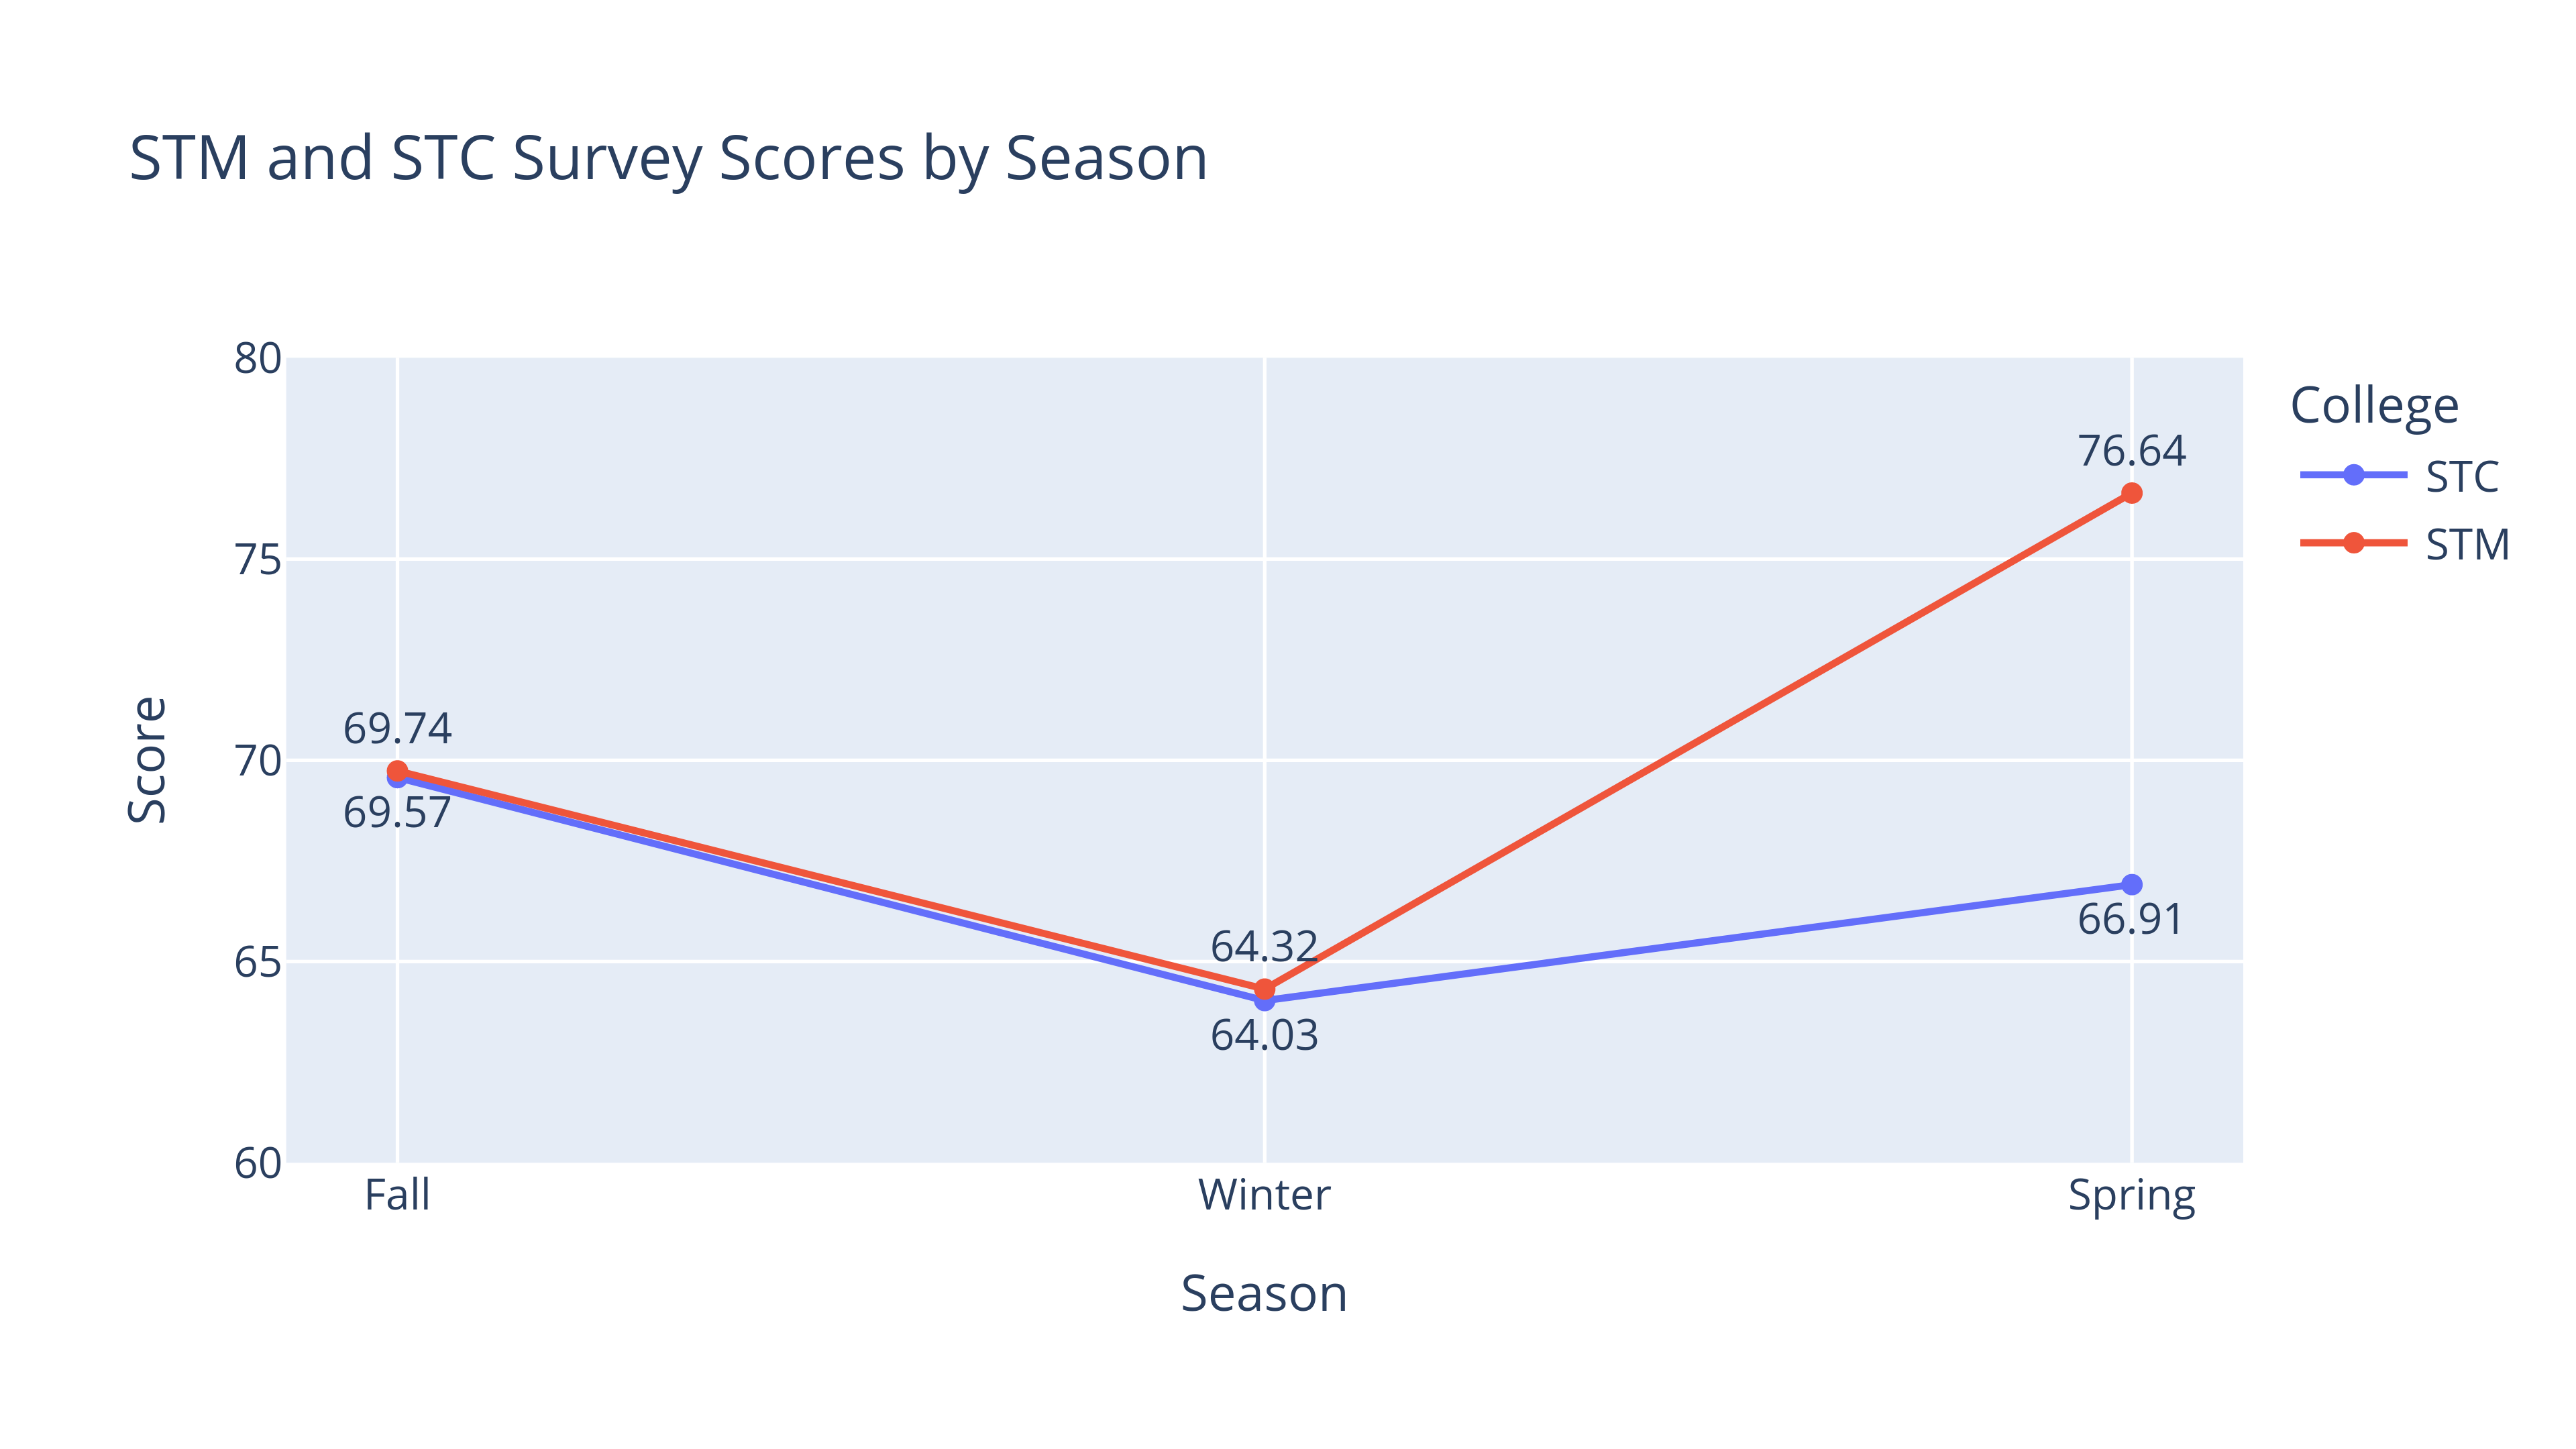 STM and STC Survey Scores by Season
80
75
70
65
60
Score
69.74
69.57
64.32
64.03
76.64
66.91
Fall
Winter
Spring
Season
College
STC
STM